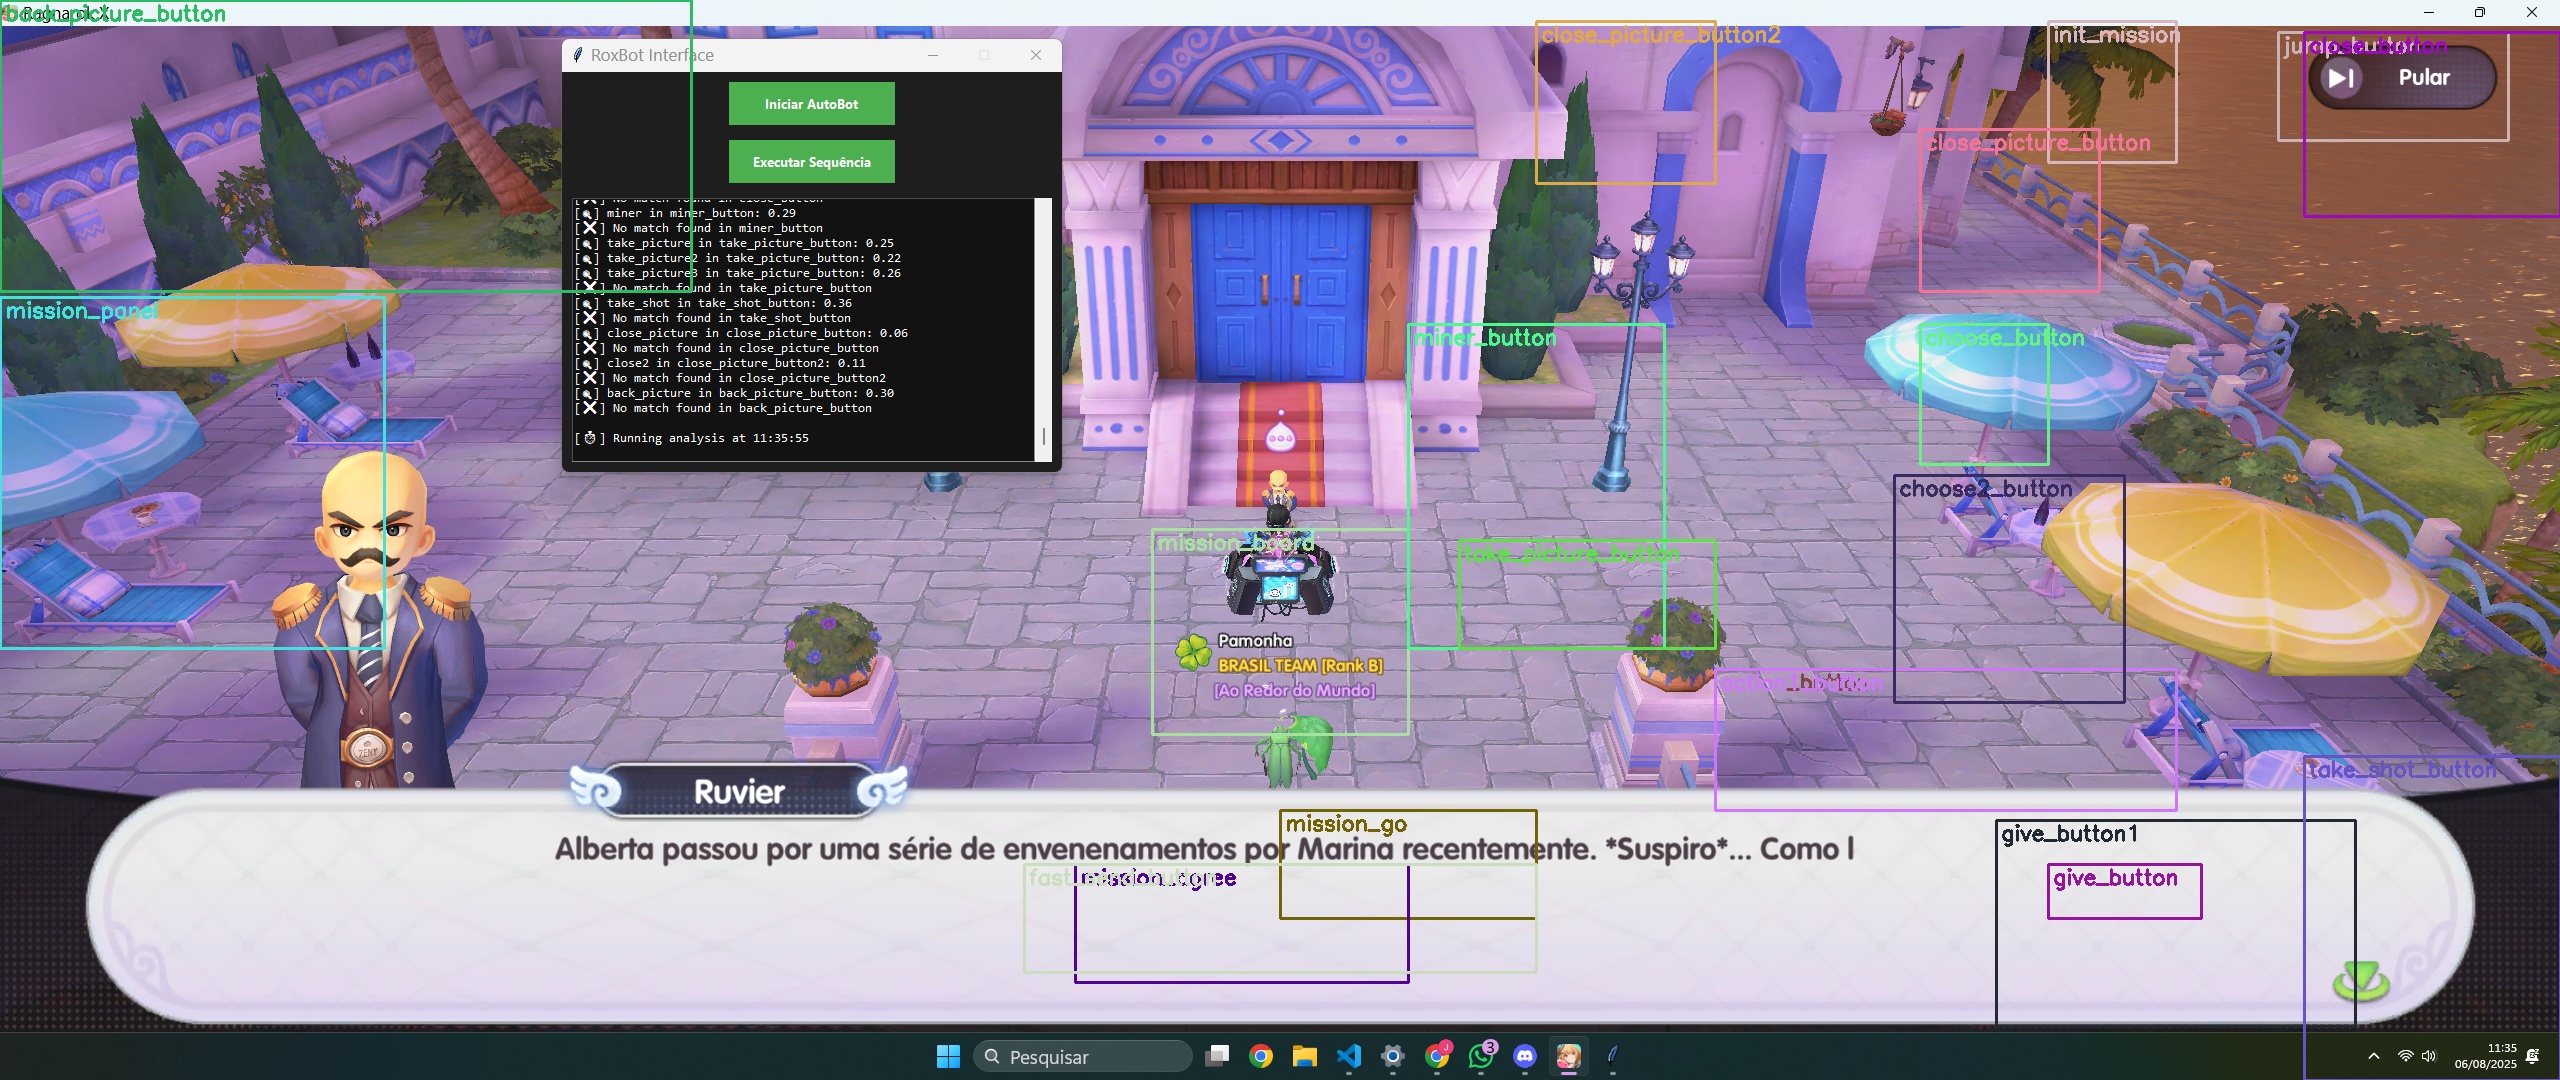 Ragnarok X
back_picture_button
RoxBot Interface
Iniciar AutoBot
Executar Sequência
miner in miner_button: 0.29
No match found in miner_button
take_picture in take_picture_button: 0.25
take_picture2 in take_picture_button: 0.22
take_picture3 in take_picture_button: 0.26
No match found in take_picture_button
take_shot in take_shot_button: 0.36
No match found in take_shot_button
close_picture in close_picture_button: 0.06
No match found in close_picture_button
close2 in close_picture_button2: 0.11
No match found in close_picture_button2
back_picture in back_picture_button: 0.30
No match found in back_picture_button
Running analysis at 11:35:55
close_picture_button2
init_mission
jump_button
close_button
Pular
close_picture_button
mission_panel
miner_button
choose_button
choose2_button
mission_board
take_picture_button
Pamonha
BRASIL TEAM [Rank B]
[Ao Redor do Mundo]
ZENY
take_shot_button
Ruvier
mission_go
give_button1
Alberta passou por uma série de envenenamentos por Marina recentemente. *Suspiro*... Como l
mission_agree
give_button
Pesquisar
J
3
11:35
06/08/2025